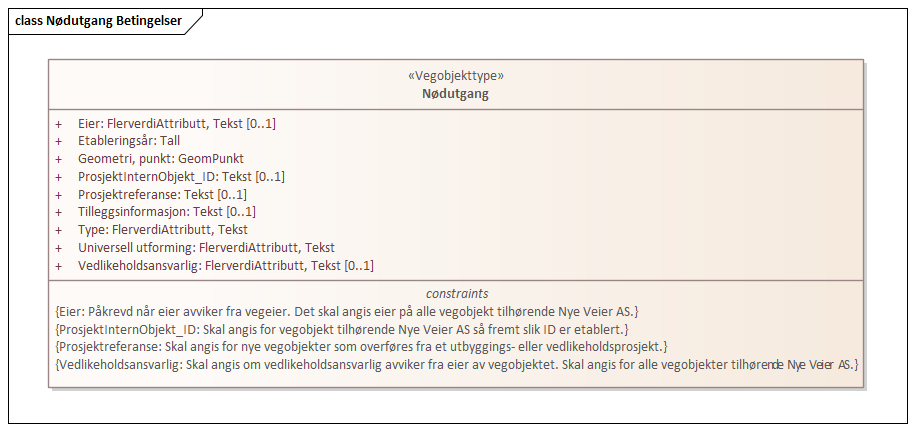 class Nødutgang Betingelser
«Vegobjekttype»
Nødutgang
+ Eier: FlerverdiAttributt, Tekst [0..1]
+ Etableringsår: Tall
+ Geometri, punkt: GeomPunkt
+ ProsjektInternObjekt_ID: Tekst [0..1]
+ Prosjektreferanse: Tekst [0..1]
+ Tilleggsinformasjon: Tekst [0..1]
+ Type: FlerverdiAttributt, Tekst
+ Universell utforming: FlerverdiAttributt, Tekst
+ Vedlikeholdsansvarlig: FlerverdiAttributt, Tekst [0..1]
constraints
{Eier: Påkrevd når eier avviker fra vegeier. Det skal angis eier på alle vegobjekt tilhørende Nye Veier AS.}
{ProsjektInternObjekt_ID: Skal angis for vegobjekt tilhørende Nye Veier AS så fremt slik ID er etablert.}
{Prosjektreferanse: Skal angis for nye vegobjekter som overføres fra et utbyggings- eller vedlikeholdsprosjekt.}
{Vedlikeholdsansvarlig: Skal angis om vedlikeholdsansvarlig avviker fra eier av vegobjektet. Skal angis for alle vegobjekter tilhørende Nye Veier AS.}